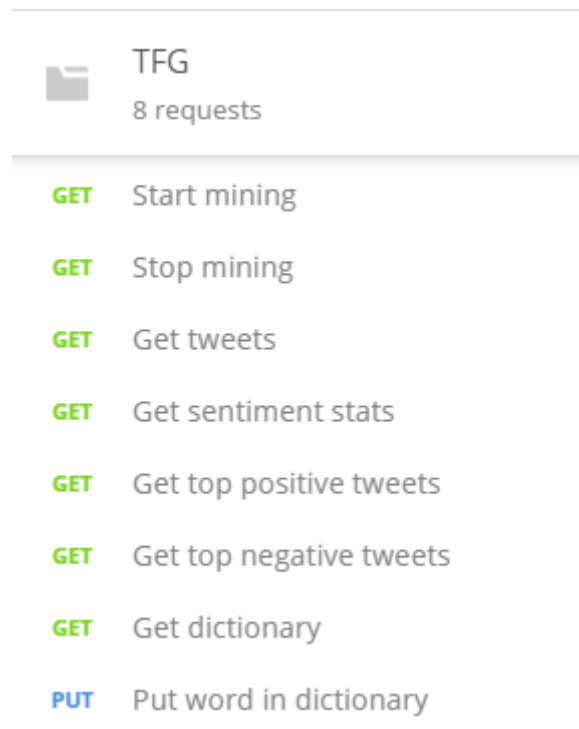 TFG
8 requests
GET Start mining
GET Stop mining
GET Get tweets
GET Get sentiment stats
GET Get top positive tweets
GET Get top negative tweets
GET Get dictionary
PUT Put word in dictionary